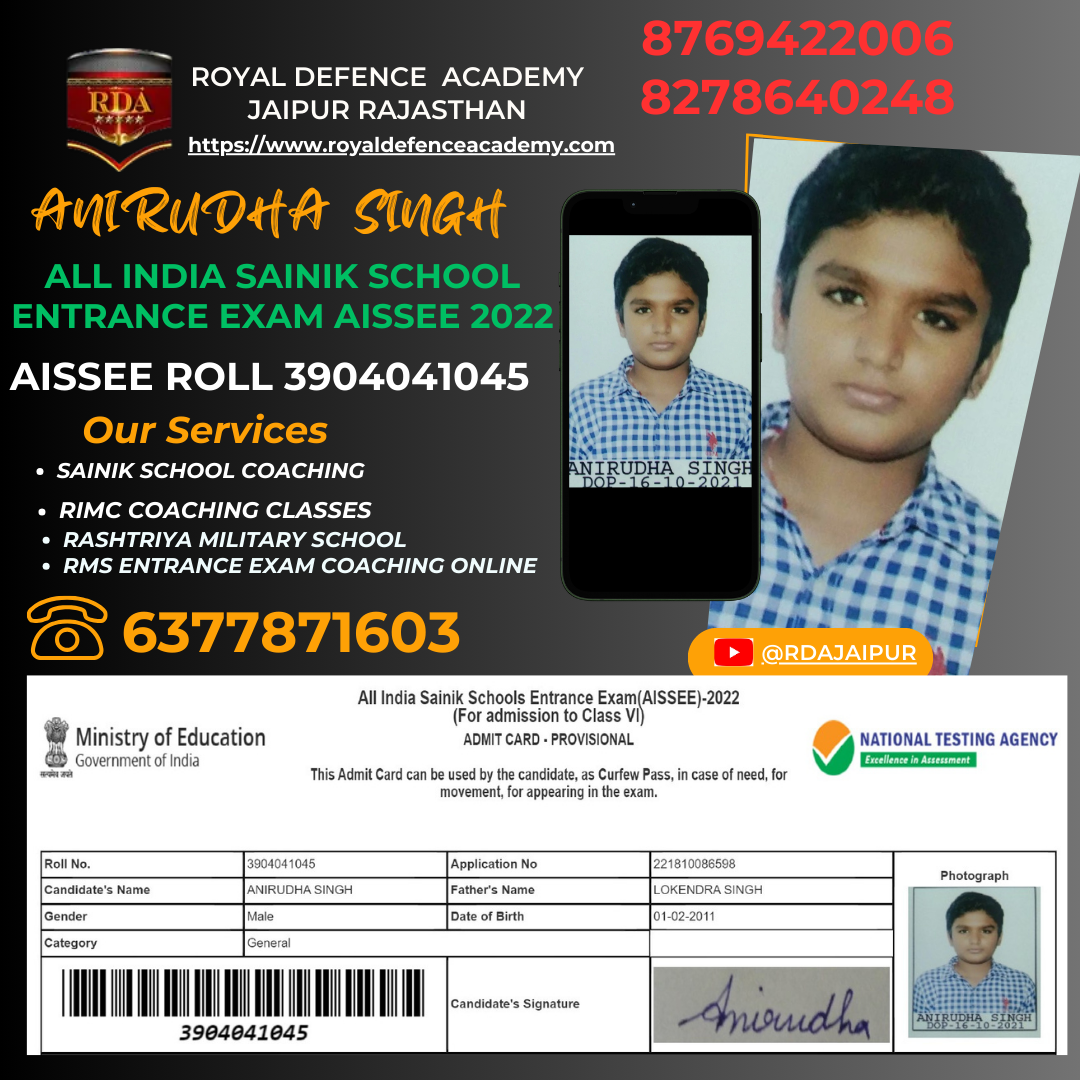 8769422006
8278640248
RDA
ROYAL DEFENCE ACADEMY
JAIPUR RAJASTHAN
https://www.royaldefenceacademy.com
ANIRUDHA SINGH
ALL INDIA SAINIK SCHOOL
ENTRANCE EXAM AISSEE 2022
AISSEE ROLL 3904041045
Our Services
• SAINIK SCHOOL COACHING
• RIMC COACHING CLASSES
• RASHTRIYA MILITARY SCHOOL
• RMS ENTRANCE EXAM COACHING ONLINE
6377871603
ANIRUDHA SINGH
DOP-16-10-2021
@RDAJAIPUR
All India Sainik Schools Entrance Exam(AISSEE)-2022
(For admission to Class VI)
ADMIT CARD - PROVISIONAL
This Admit Card can be used by the candidate, as Curfew Pass, in case of need, for
movement, for appearing in the exam.
सत्यमेव जयते
Ministry of Education
Government of India
NATIONAL TESTING AGENCY
Excellence in Assessment
Roll No. 3904041045 Application No 221810086598
Candidate's Name ANIRUDHA SINGH Father's Name LOKENDRA SINGH
Gender Male Date of Birth 01-02-2011
Category General
Photograph
3904041045
Candidate's Signature
Anirudha
ANIRUDHA SINGH
DOP-16-10-2021